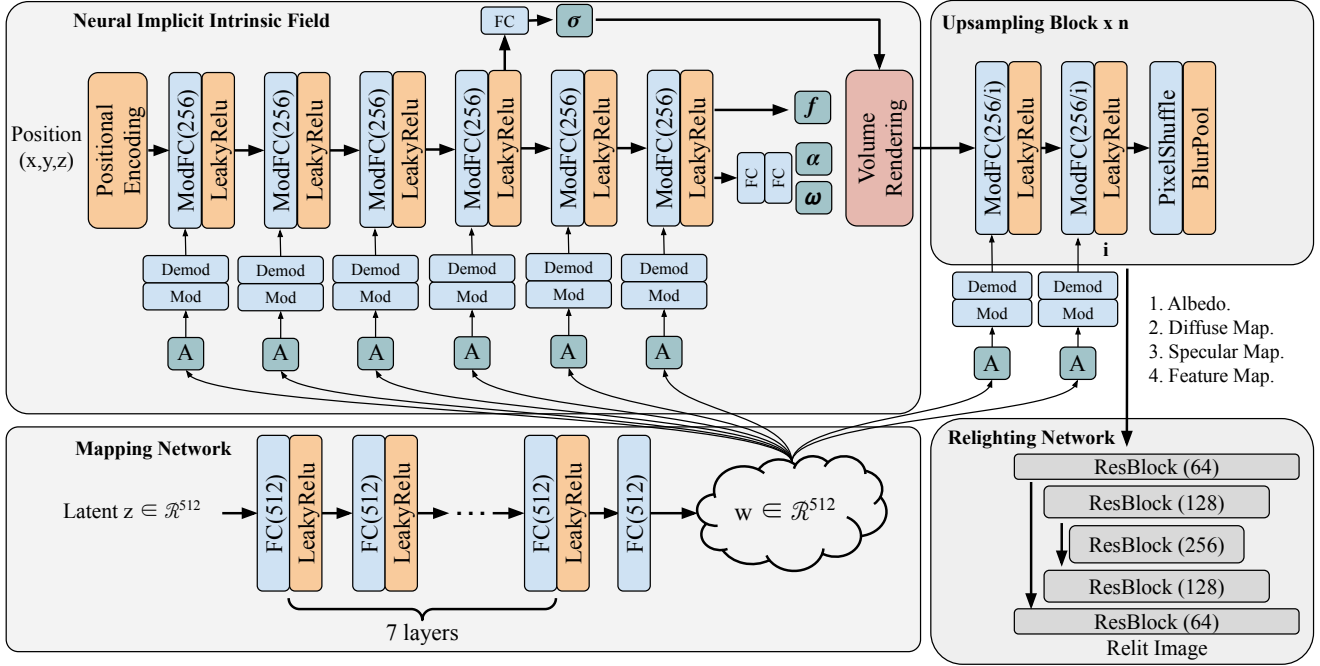 Neural Implicit Intrinsic Field
Position
(x,y,z)
Positional
Encoding
ModFC(256)
LeakyRelu
ModFC(256)
LeakyRelu
ModFC(256)
LeakyRelu
ModFC(256)
LeakyRelu
ModFC(256)
LeakyRelu
ModFC(256)
LeakyRelu
FC
σ
f
FC
FC
α
ω
Volume
Rendering
Demod
Mod
Demod
Mod
Demod
Mod
Demod
Mod
Demod
Mod
Demod
Mod
A
A
A
A
A
A
Upsampling Block x n
ModFC(256/i)
LeakyRelu
ModFC(256/i)
LeakyRelu
PixelShuffle
BlurPool
i
Demod
Mod
Demod
Mod
A
A
1. Albedo.
2. Diffuse Map.
3. Specular Map.
4. Feature Map.
Mapping Network
Latent z ∈ ℛ⁵¹²
FC(512)
LeakyRelu
FC(512)
LeakyRelu
...
FC(512)
LeakyRelu
FC(512)
w ∈ ℛ⁵¹²
7 layers
Relighting Network
ResBlock (64)
ResBlock (128)
ResBlock (256)
ResBlock (128)
ResBlock (64)
Relit Image